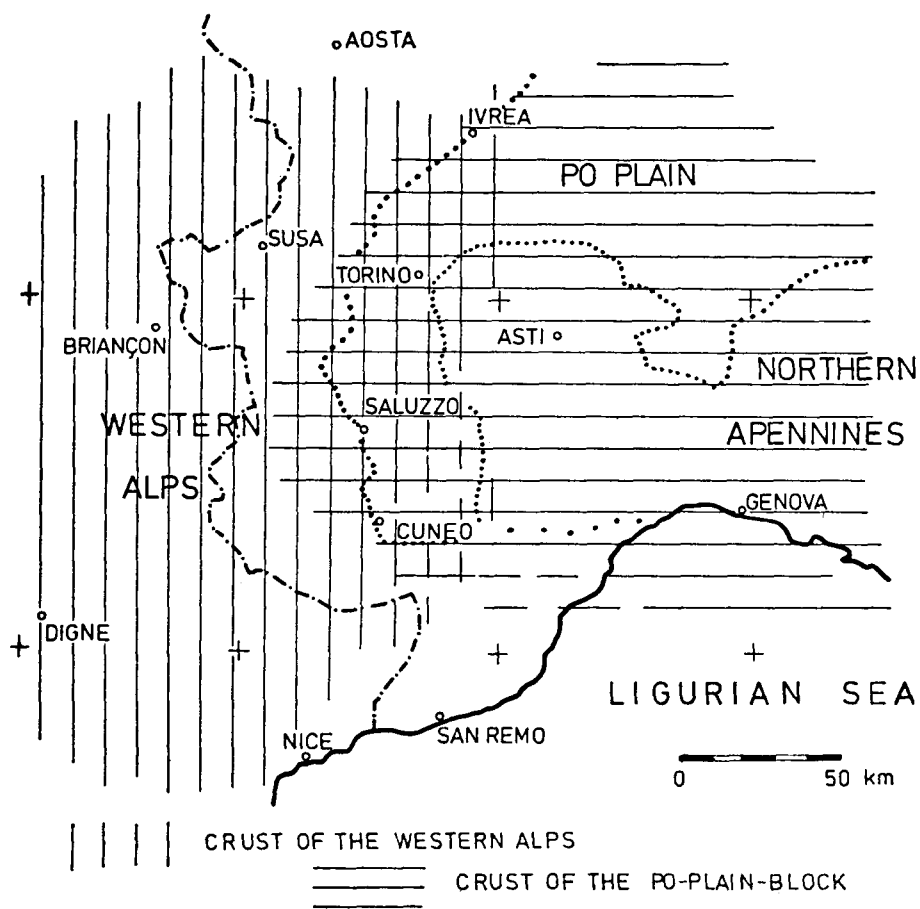 AOSTA
IVREA
PO PLAIN
SUSA
TORINO
BRIANÇON
ASTI
NORTHERN
SALUZZO
WESTERN
APENNINES
ALPS
GENOVA
CUNEO
DIGNE
LIGURIAN SEA
NICE
SAN REMO
0 50 km
CRUST OF THE WESTERN ALPS
CRUST OF THE PO-PLAIN-BLOCK